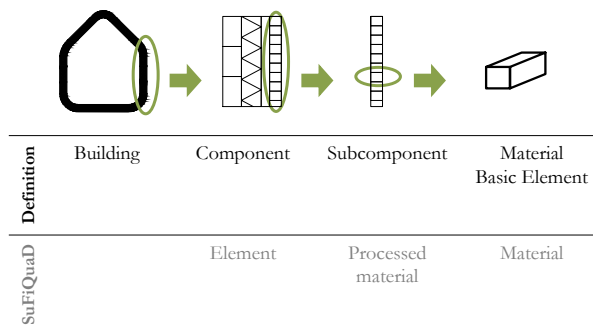 Definition
Building
Component
Subcomponent
Material
Basic Element
SuFiQuaD
Element
Processed
material
Material